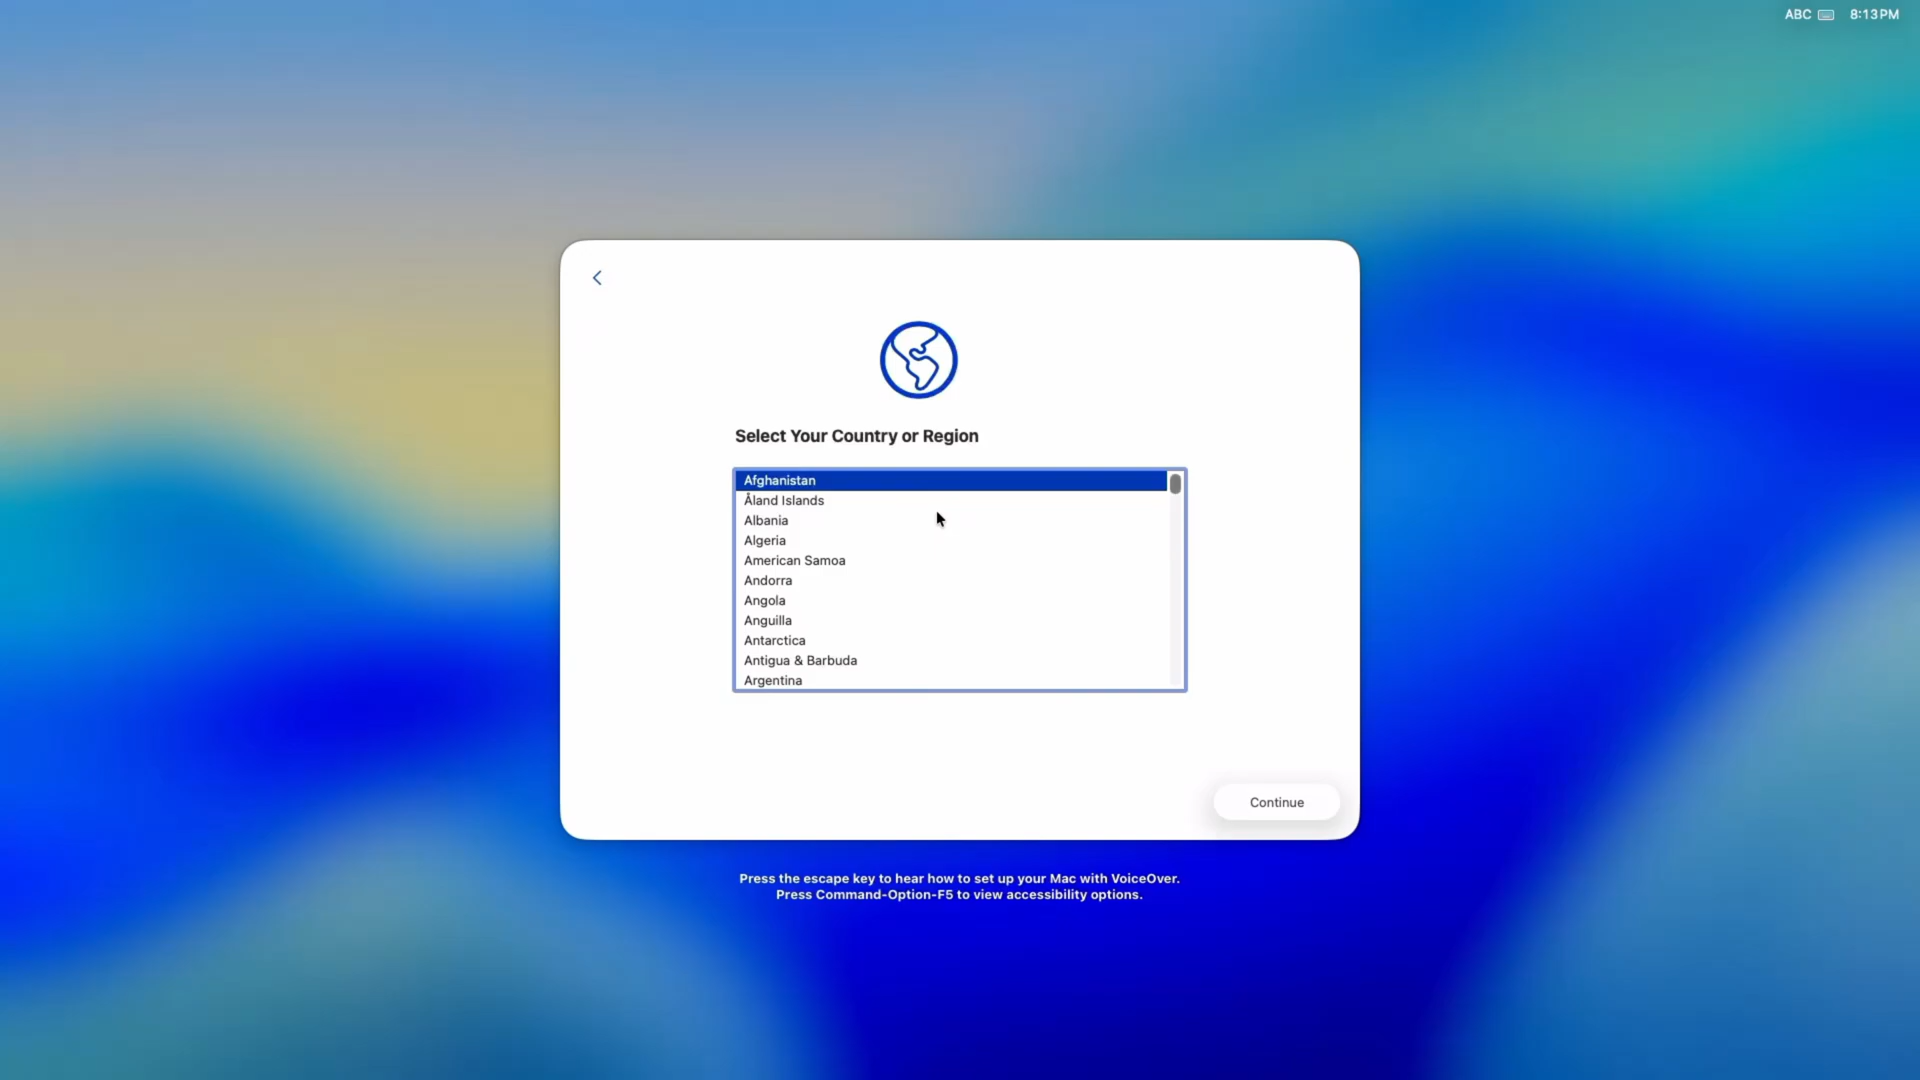 ABC 8:13 PM
Select Your Country or Region
Afghanistan
Åland Islands
Albania
Algeria
American Samoa
Andorra
Angola
Anguilla
Antarctica
Antigua & Barbuda
Argentina
Continue
Press the escape key to hear how to set up your Mac with VoiceOver.
Press Command-Option-F5 to view accessibility options.